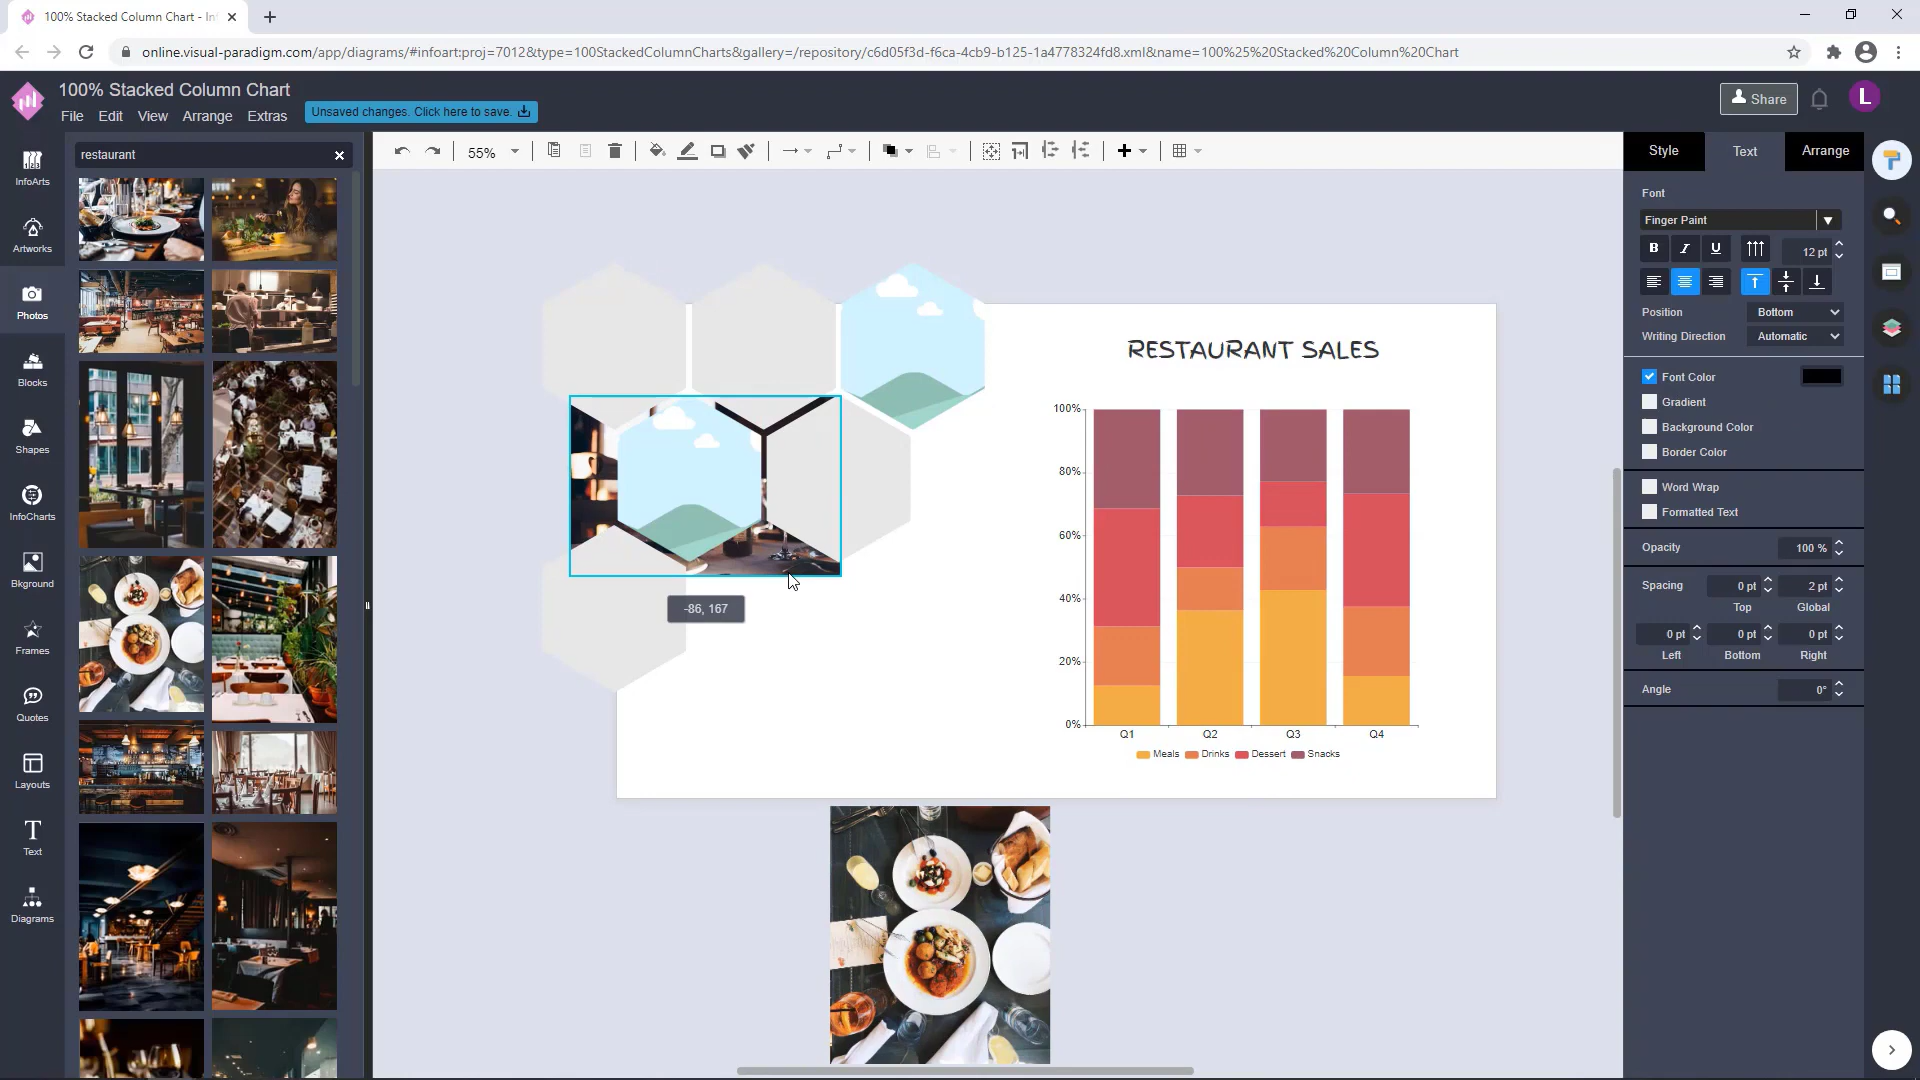 100% Stacked Column Chart - Inf
online.visual-paradigm.com/app/diagrams/#infoart:proj=7012&type=100StackedColumnCharts&gallery=/repository/c6d05f3d-f6ca-4cb9-b125-1a4778324fd8.xml&name=100%25%20Stacked%20Column%20Chart
100% Stacked Column Chart
File Edit View Arrange Extras
Unsaved changes. Click here to save.
Share
L
restaurant
55%
InfoArts
Artworks
Photos
Blocks
Shapes
InfoCharts
Bkground
Frames
Quotes
Layouts
Text
Diagrams
-86, 167
RESTAURANT SALES
100%
80%
60%
40%
20%
0%
Q1 Q2 Q3 Q4
Meals Drinks Dessert Snacks
Style Text Arrange
Font
Finger Paint
B I U 12 pt
Position Bottom
Writing Direction Automatic
Font Color
Gradient
Background Color
Border Color
Word Wrap
Formatted Text
Opacity 100 %
Spacing 0 pt 2 pt
Top Global
0 pt 0 pt 0 pt
Left Bottom Right
Angle 0°